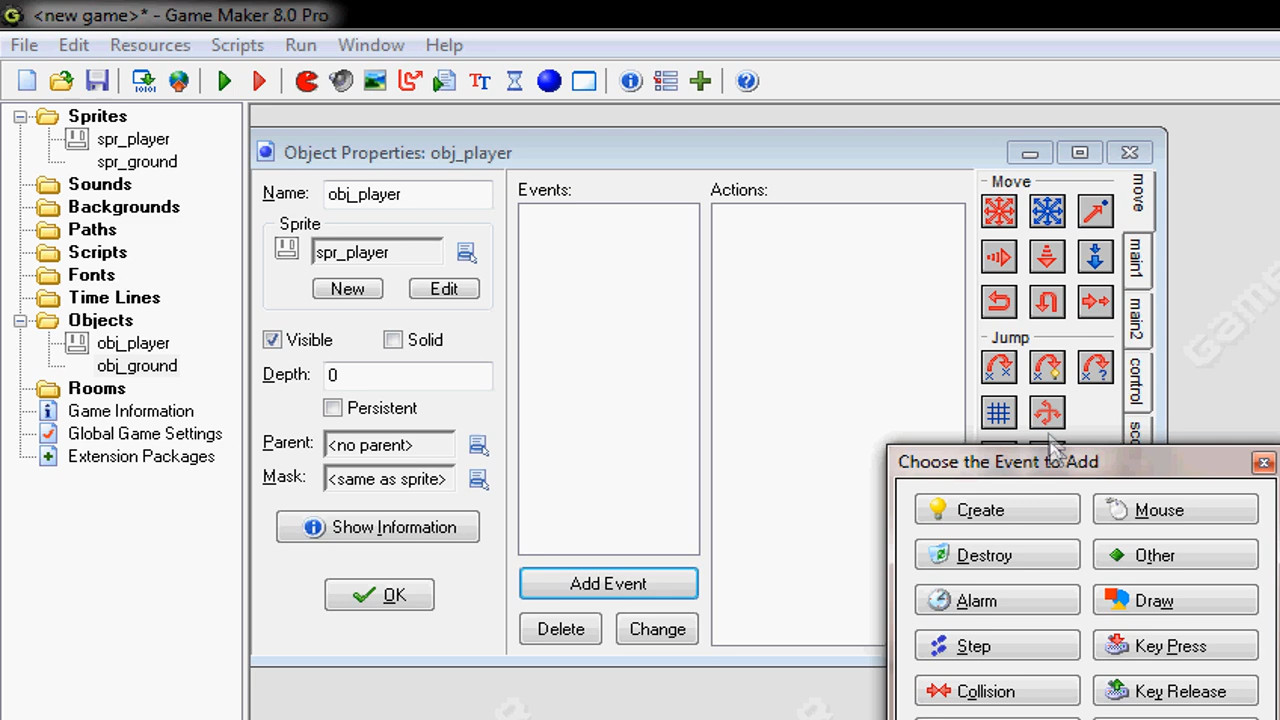 <new game>* - Game Maker 8.0 Pro
File Edit Resources Scripts Run Window Help
Sprites
spr_player
spr_ground
Sounds
Backgrounds
Paths
Scripts
Fonts
Time Lines
Objects
obj_player
obj_ground
Rooms
Game Information
Global Game Settings
Extension Packages
Object Properties: obj_player
Name: obj_player
Sprite
spr_player
New Edit
Visible Solid
Depth: 0
Persistent
Parent: <no parent>
Mask: <same as sprite>
Show Information
OK
Events:
Add Event
Delete Change
Actions:
Move
Jump
move
main1
main2
control
Choose the Event to Add
Create Mouse
Destroy Other
Alarm Draw
Step Key Press
Collision Key Release